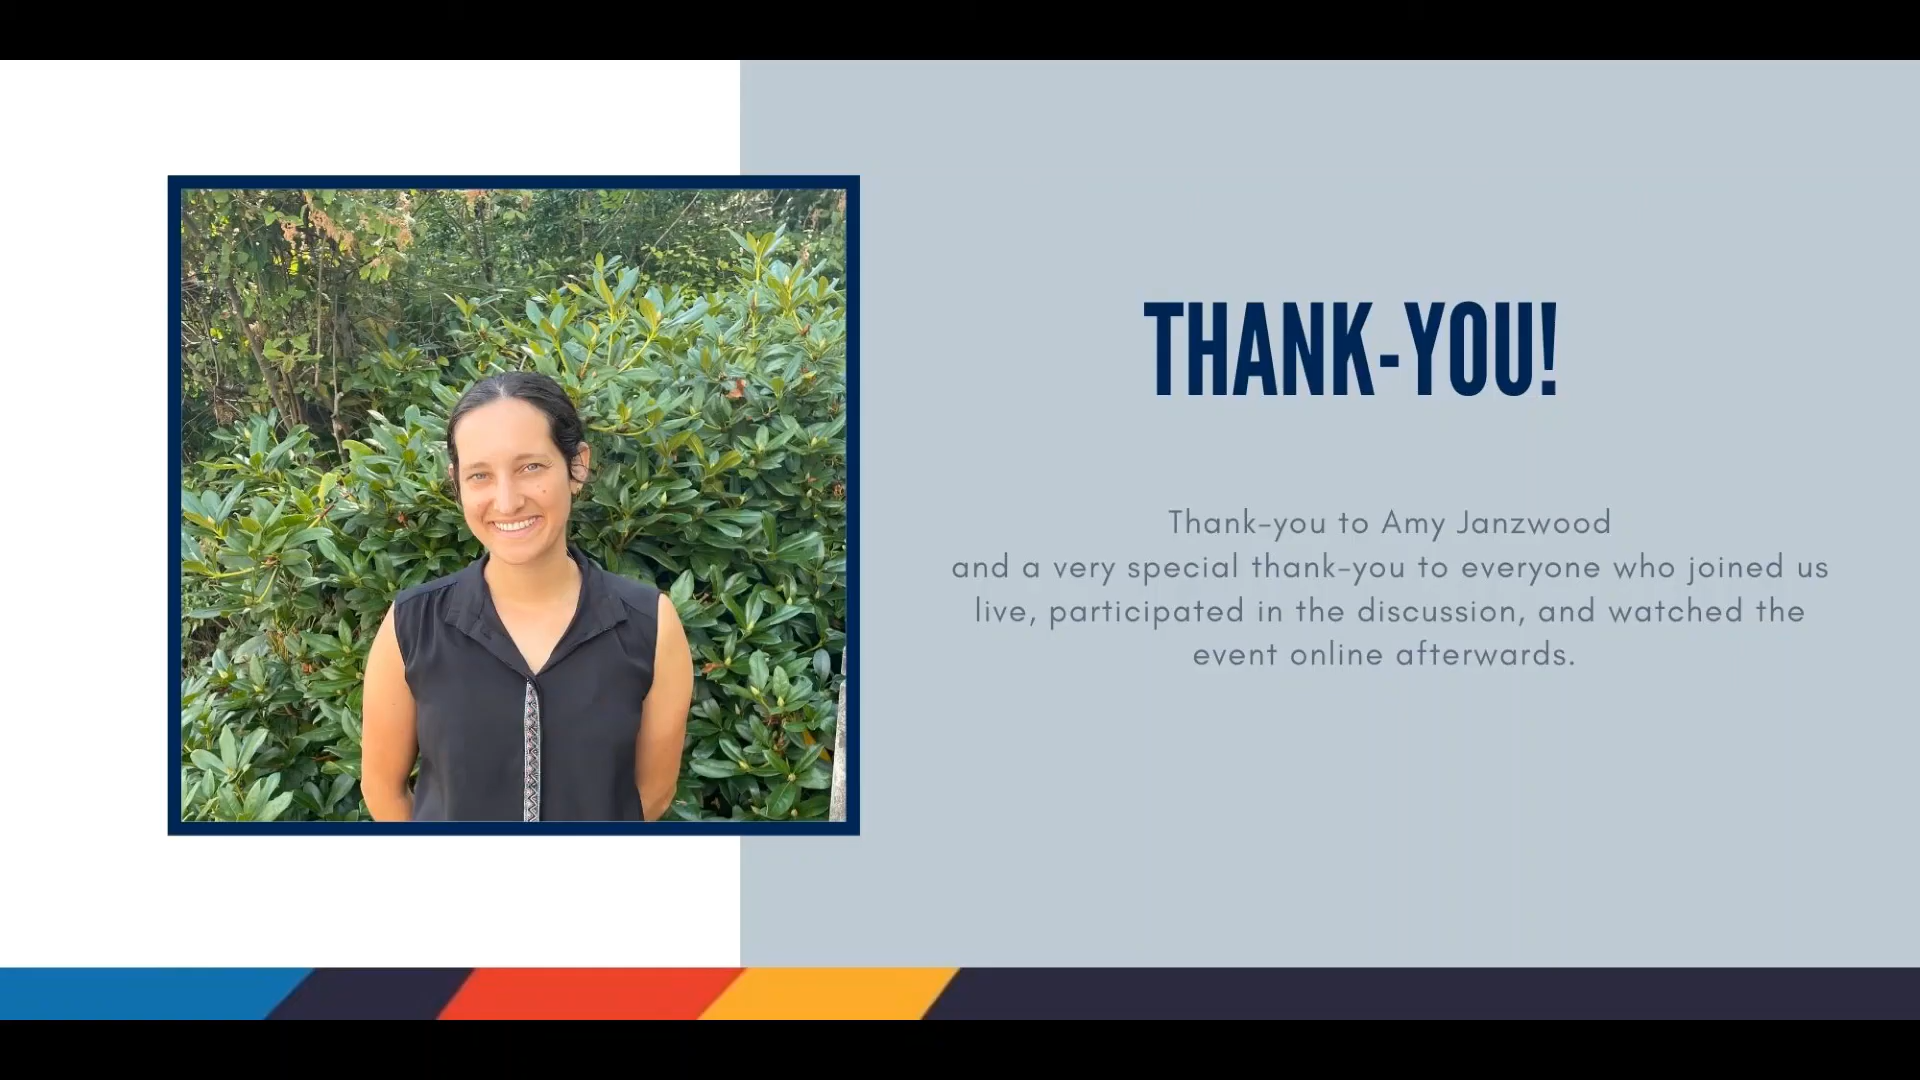 THANK-YOU!
Thank-you to Amy Janzwood
and a very special thank-you to everyone who joined us
live, participated in the discussion, and watched the
event online afterwards.